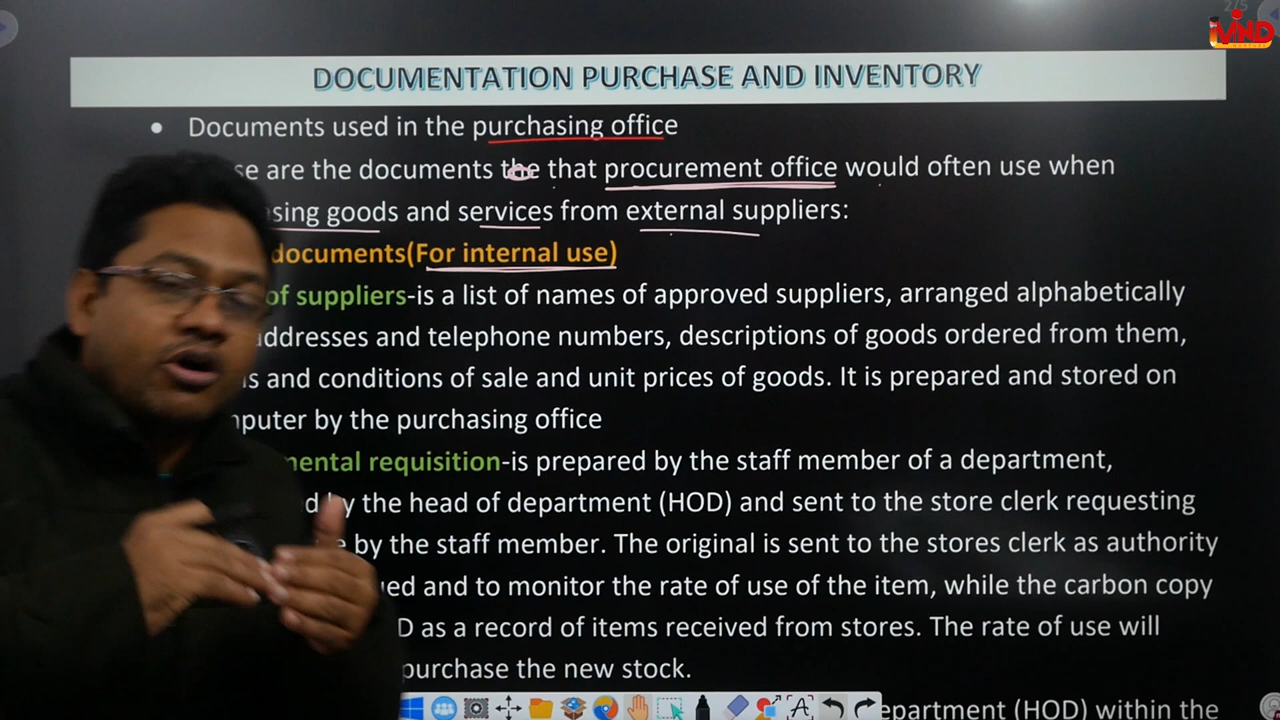 2/5
MIND
DOCUMENTATION PURCHASE AND INVENTORY
• Documents used in the purchasing office
se are the documents the that procurement office would often use when
sing goods and services from external suppliers:
documents(For internal use)
of suppliers-is a list of names of approved suppliers, arranged alphabetically
ddresses and telephone numbers, descriptions of goods ordered from them,
s and conditions of sale and unit prices of goods. It is prepared and stored on
puter by the purchasing office
mental requisition-is prepared by the staff member of a department,
d by the head of department (HOD) and sent to the store clerk requesting
e by the staff member. The original is sent to the stores clerk as authority
ued and to monitor the rate of use of the item, while the carbon copy
D as a record of items received from stores. The rate of use will
purchase the new stock.
epartment (HOD) within the